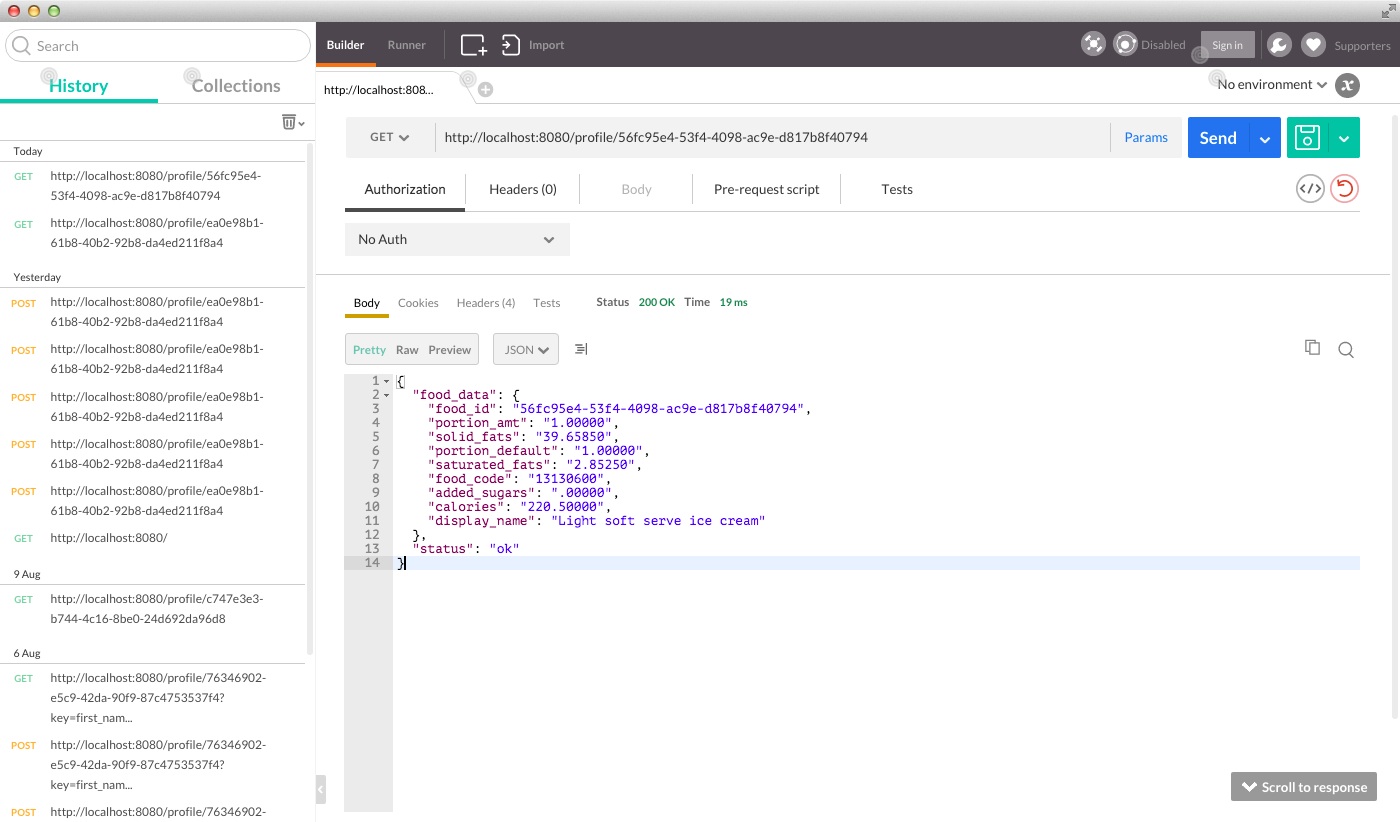 Search
History
Collections
Today
GET http://localhost:8080/profile/56fc95e4-
53f4-4098-ac9e-d817b8f40794
GET http://localhost:8080/profile/ea0e98b1-
61b8-40b2-92b8-da4ed211f8a4
Yesterday
POST http://localhost:8080/profile/ea0e98b1-
61b8-40b2-92b8-da4ed211f8a4
POST http://localhost:8080/profile/ea0e98b1-
61b8-40b2-92b8-da4ed211f8a4
POST http://localhost:8080/profile/ea0e98b1-
61b8-40b2-92b8-da4ed211f8a4
POST http://localhost:8080/profile/ea0e98b1-
61b8-40b2-92b8-da4ed211f8a4
POST http://localhost:8080/profile/ea0e98b1-
61b8-40b2-92b8-da4ed211f8a4
GET http://localhost:8080/
9 Aug
GET http://localhost:8080/profile/c747e3e3-
b744-4c16-8be0-24d692da96d8
6 Aug
GET http://localhost:8080/profile/76346902-
e5c9-42da-90f9-87c4753537f4?
key=first_nam...
POST http://localhost:8080/profile/76346902-
e5c9-42da-90f9-87c4753537f4?
key=first_nam...
POST http://localhost:8080/profile/76346902-
Builder Runner Import Disabled Sign in Supporters
http://localhost:808... No environment x
GET http://localhost:8080/profile/56fc95e4-53f4-4098-ac9e-d817b8f40794 Params Send
Authorization Headers (0) Body Pre-request script Tests </>
No Auth
Body Cookies Headers (4) Tests Status 200 OK Time 19 ms
Pretty Raw Preview JSON
1 {
2 "food_data": {
3 "food_id": "56fc95e4-53f4-4098-ac9e-d817b8f40794",
4 "portion_amt": "1.00000",
5 "solid_fats": "39.65850",
6 "portion_default": "1.00000",
7 "saturated_fats": "2.85250",
8 "food_code": "13130600",
9 "added_sugars": ".00000",
10 "calories": "220.50000",
11 "display_name": "Light soft serve ice cream"
12 },
13 "status": "ok"
14 }
Scroll to response